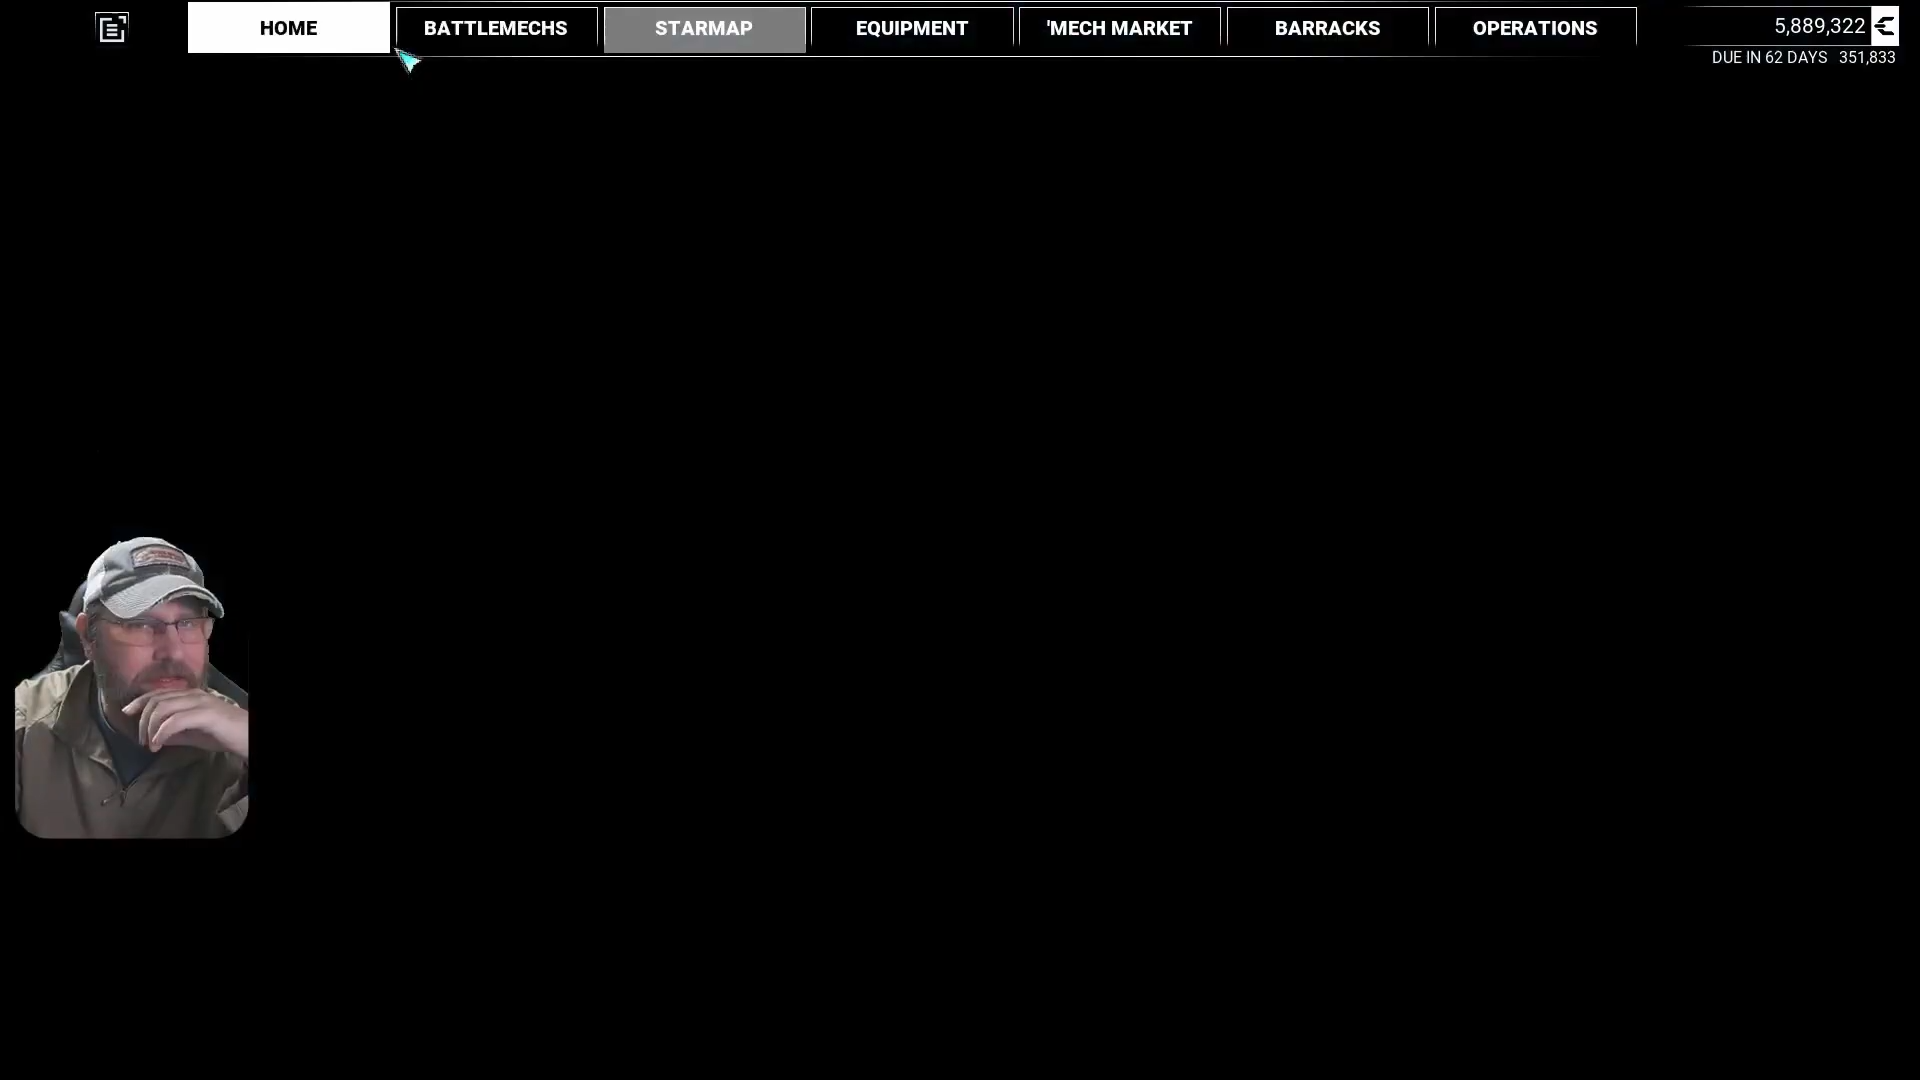 HOME
BATTLEMECHS
STARMAP
EQUIPMENT
'MECH MARKET
BARRACKS
OPERATIONS
5,889,322
DUE IN 62 DAYS 351,833